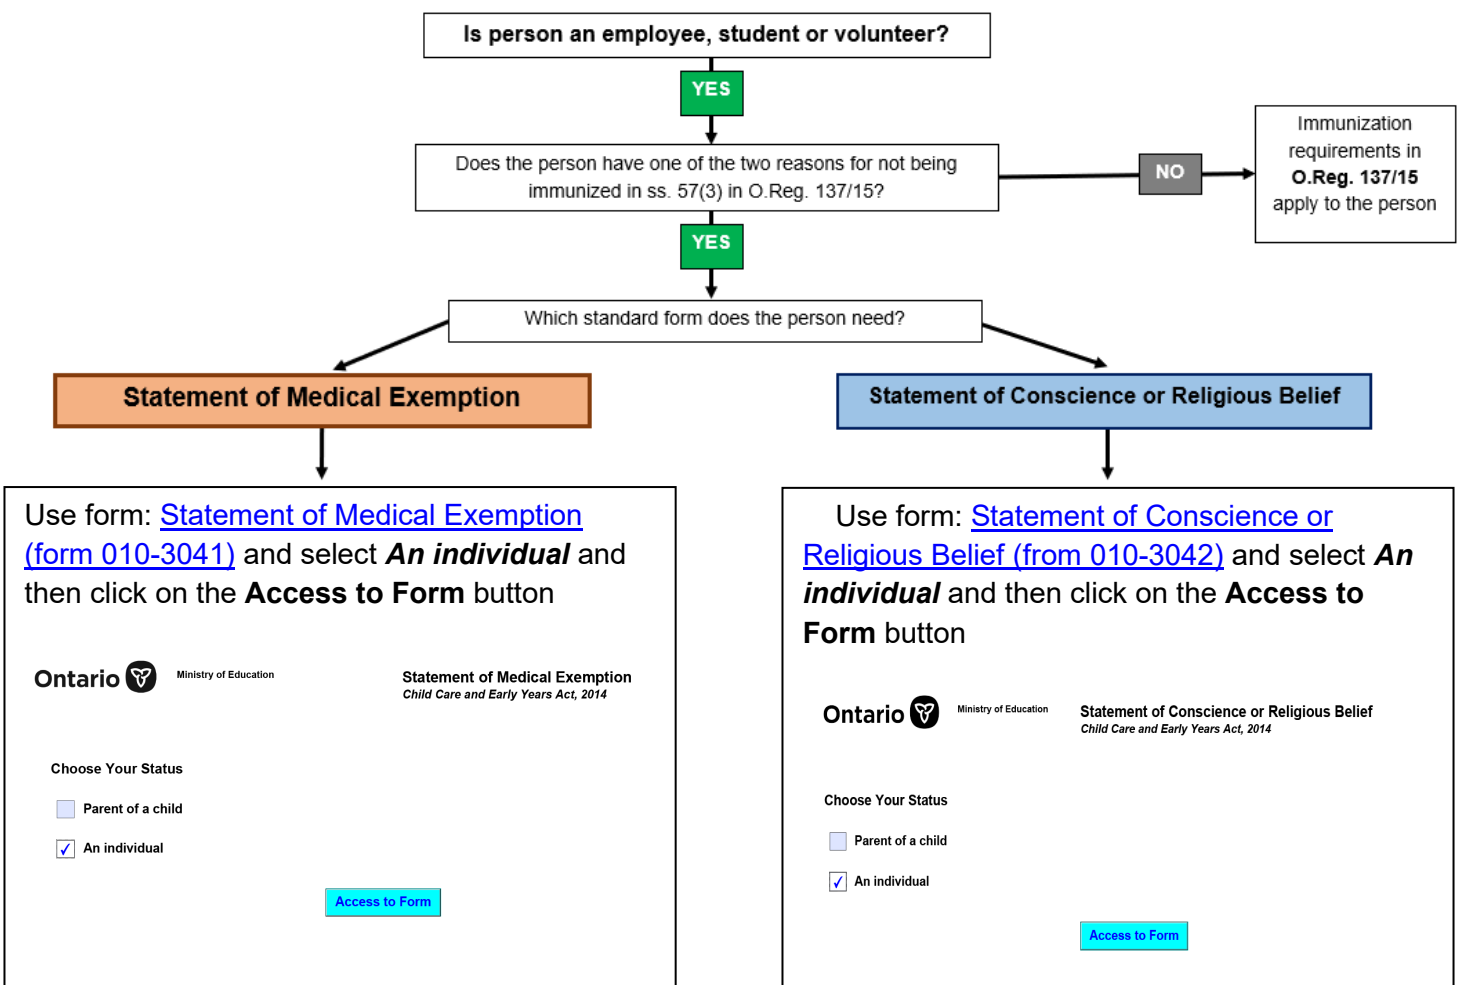 Is person an employee, student or volunteer?
YES
Does the person have one of the two reasons for not being
immunized in ss. 57(3) in O.Reg. 137/15?
NO
Immunization
requirements in
O.Reg. 137/15
apply to the person
YES
Which standard form does the person need?
Statement of Medical Exemption
Statement of Conscience or Religious Belief
Use form: Statement of Medical Exemption
(form 010-3041) and select An individual and
then click on the Access to Form button
Ontario
Ministry of Education
Statement of Medical Exemption
Child Care and Early Years Act, 2014
Choose Your Status
Parent of a child
An individual
Access to Form
Use form: Statement of Conscience or
Religious Belief (from 010-3042) and select An
individual and then click on the Access to
Form button
Ontario
Ministry of Education
Statement of Conscience or Religious Belief
Child Care and Early Years Act, 2014
Choose Your Status
Parent of a child
An individual
Access to Form